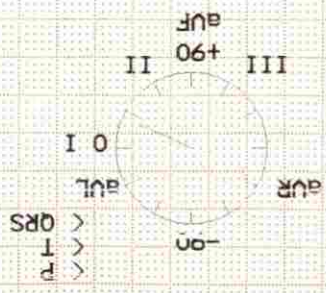 < P
< T
< QRS
-90
aVR aVL
0 I
III +90 II
aVF